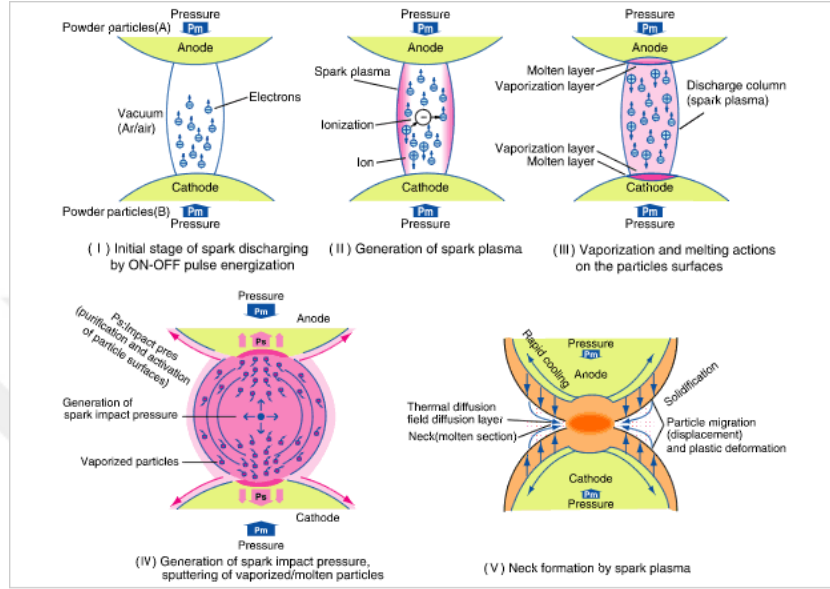 Pressure
Powder particles(A)
Pm
Anode
Vacuum
(Ar/air)
Electrons
Cathode
Powder particles(B)
Pm
Pressure
(Ⅰ) Initial stage of spark discharging
by ON-OFF pulse energization
Pressure
Pm
Anode
Spark plasma
Ionization
Ion
Cathode
Pm
Pressure
(Ⅱ) Generation of spark plasma
Pressure
Pm
Anode
Molten layer
Vaporization layer
Discharge column
(spark plasma)
Vaporization layer
Molten layer
Cathode
Pm
Pressure
(Ⅲ) Vaporization and melting actions
on the particles surfaces
Pressure
Pm
Anode
Ps:Impact pres
(purification and activation
of particle surfaces)
Ps
Generation of
spark impact pressure
Vaporized particles
Ps
Cathode
Pm
Pressure
(Ⅳ) Generation of spark impact pressure,
sputtering of vaporized/molten particles
Pressure
Pm
Anode
Rapid cooling
Solidification
Thermal diffusion
field diffusion layer
Neck(molten section)
Particle migration
(displacement)
and plastic deformation
Cathode
Pm
Pressure
(Ⅴ) Neck formation by spark plasma